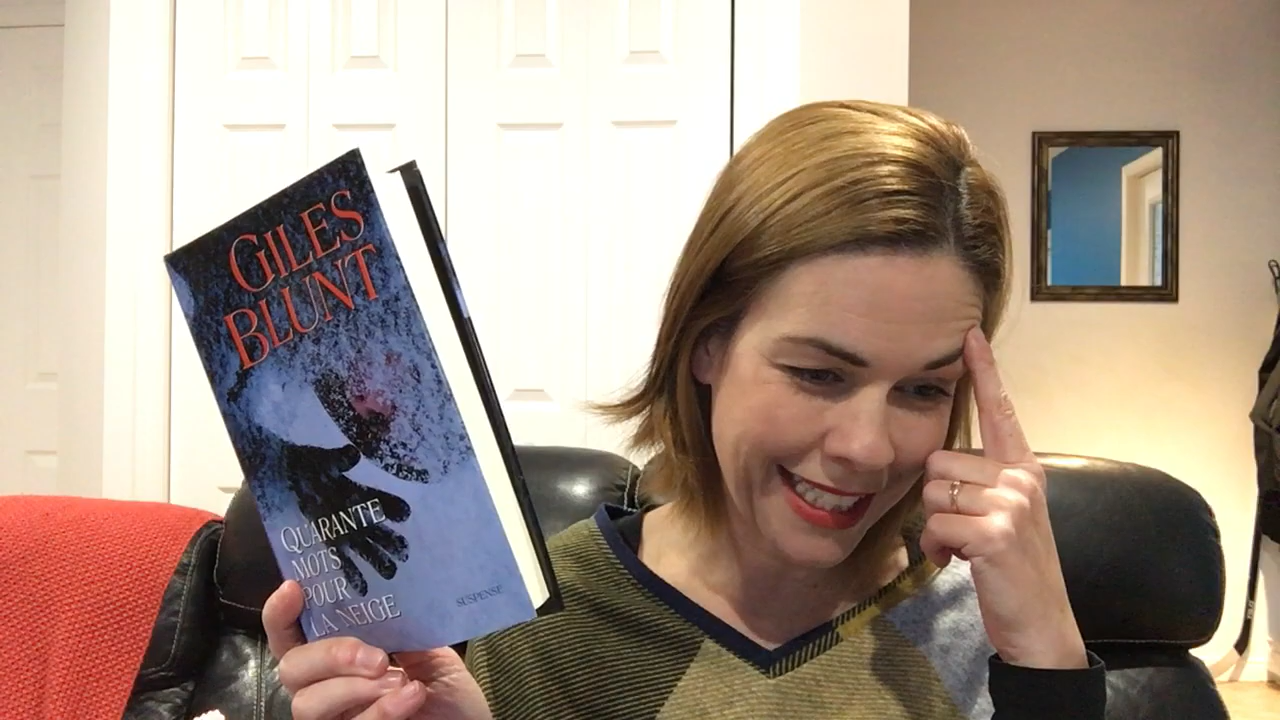 GILES
BLUNT
QUARANTE
MOTS
POUR
LA NEIGE
SUSPENSE